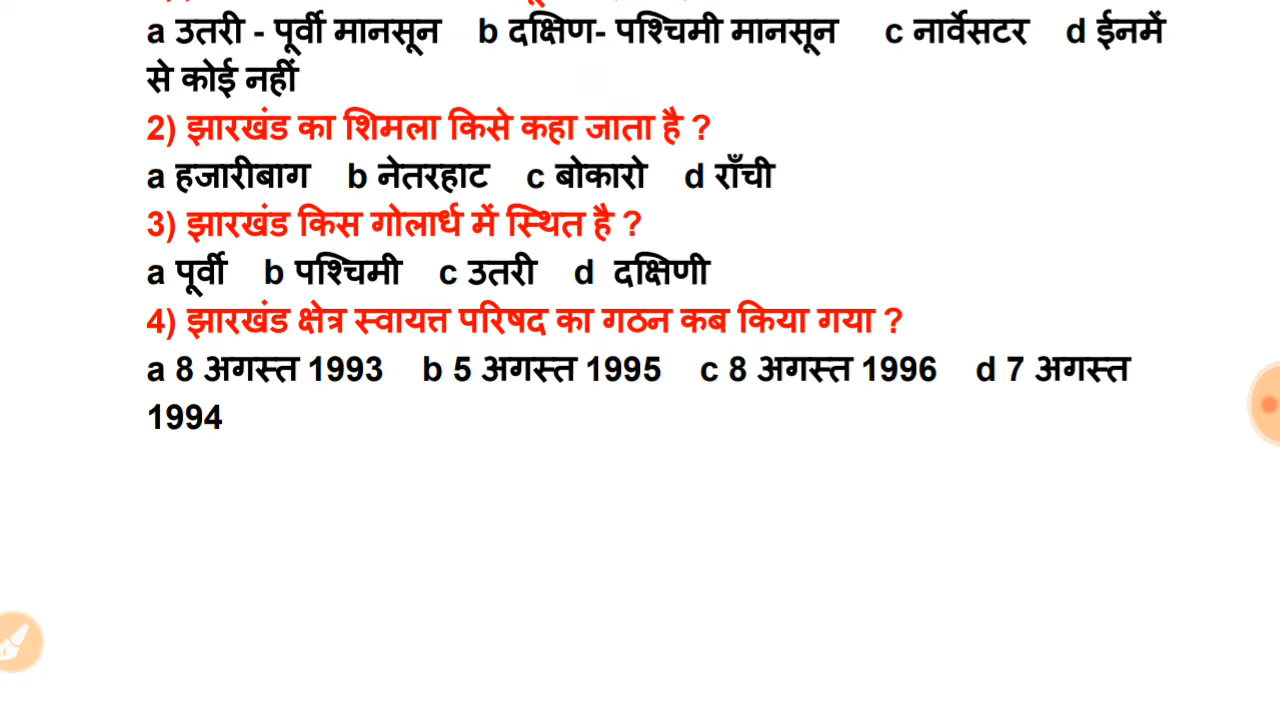 a उतरी - पूर्वी मानसून b दक्षिण- पश्चिमी मानसून c नार्वेसटर d ईनमें
से कोई नहीं
2) झारखंड का शिमला किसे कहा जाता है ?
a हजारीबाग b नेतरहाट c बोकारो d राँची
3) झारखंड किस गोलार्ध में स्थित है ?
a पूर्वी b पश्चिमी c उतरी d दक्षिणी
4) झारखंड क्षेत्र स्वायत्त परिषद का गठन कब किया गया ?
a 8 अगस्त 1993 b 5 अगस्त 1995 c 8 अगस्त 1996 d 7 अगस्त
1994